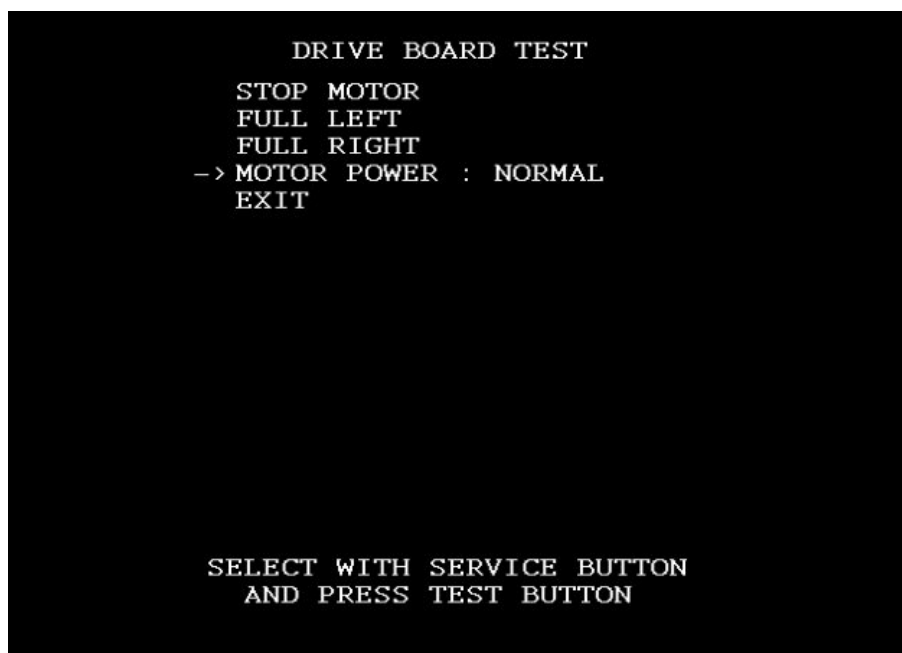 DRIVE BOARD TEST
STOP MOTOR
FULL LEFT
FULL RIGHT
-> MOTOR POWER : NORMAL
EXIT
SELECT WITH SERVICE BUTTON
AND PRESS TEST BUTTON